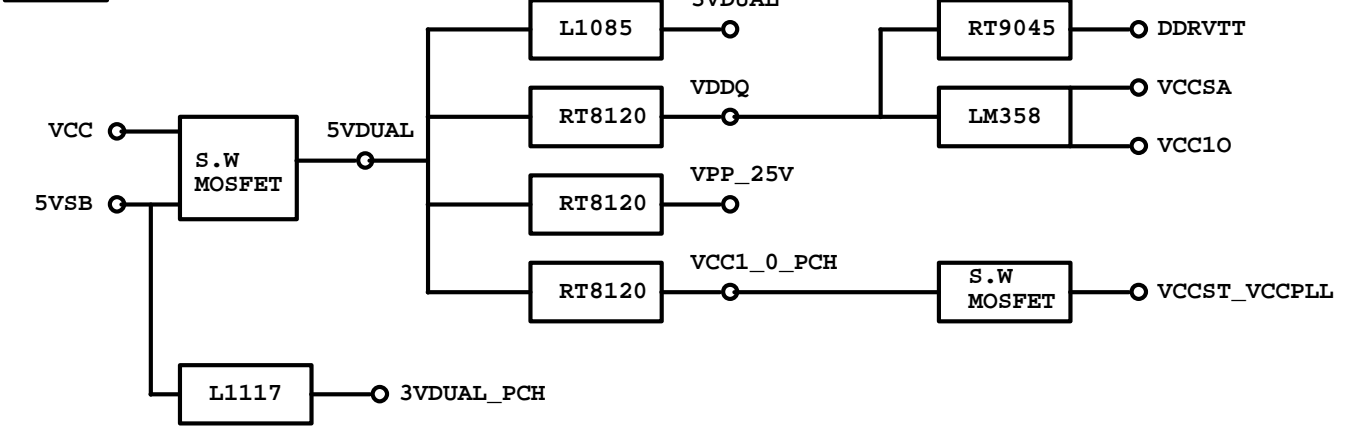 L1085
RT9045
DDRVTT
VDDQ
VCCSA
RT8120
LM358
VCC
5VDUAL
VCC1O
S.W
MOSFET
VPP_25V
5VSB
RT8120
VCC1_0_PCH
S.W
MOSFET
RT8120
VCCST_VCCPLL
L1117
3VDUAL_PCH